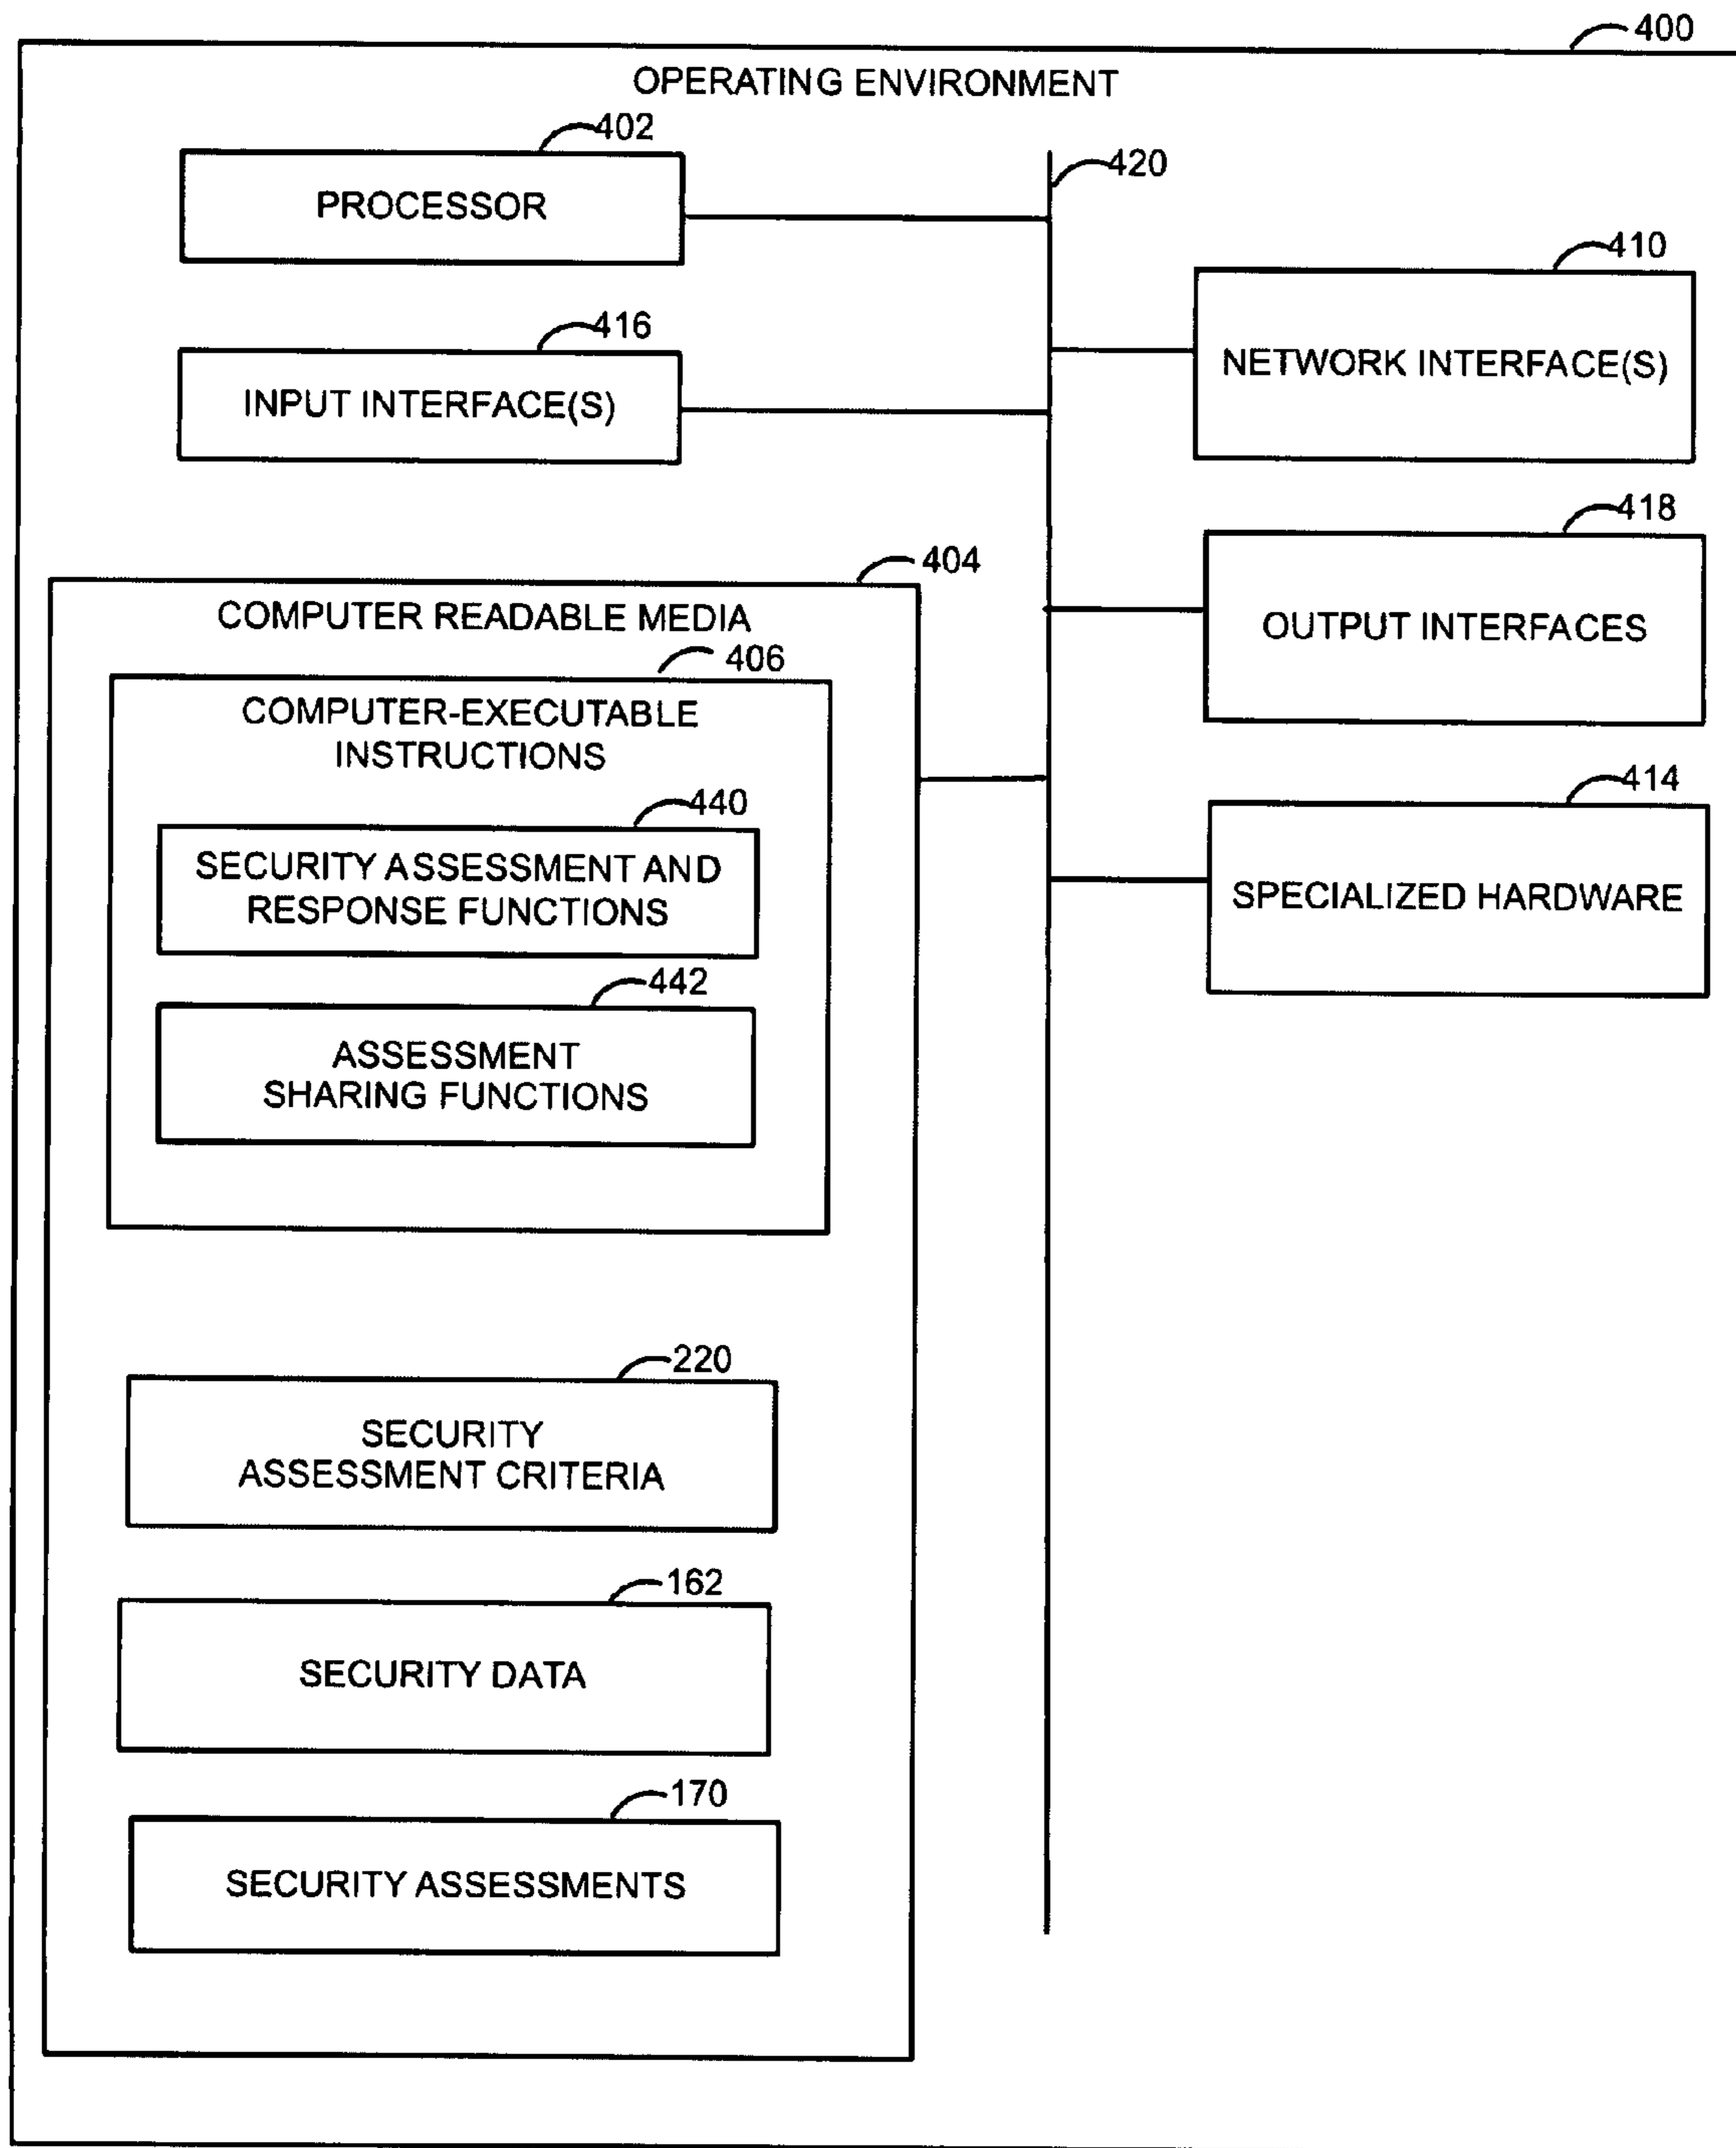 400
OPERATING ENVIRONMENT
402
PROCESSOR
420
410
NETWORK INTERFACE(S)
416
INPUT INTERFACE(S)
418
OUTPUT INTERFACES
404
COMPUTER READABLE MEDIA
406
COMPUTER-EXECUTABLE
INSTRUCTIONS
414
SPECIALIZED HARDWARE
440
SECURITY ASSESSMENT AND
RESPONSE FUNCTIONS
442
ASSESSMENT
SHARING FUNCTIONS
220
SECURITY
ASSESSMENT CRITERIA
162
SECURITY DATA
170
SECURITY ASSESSMENTS